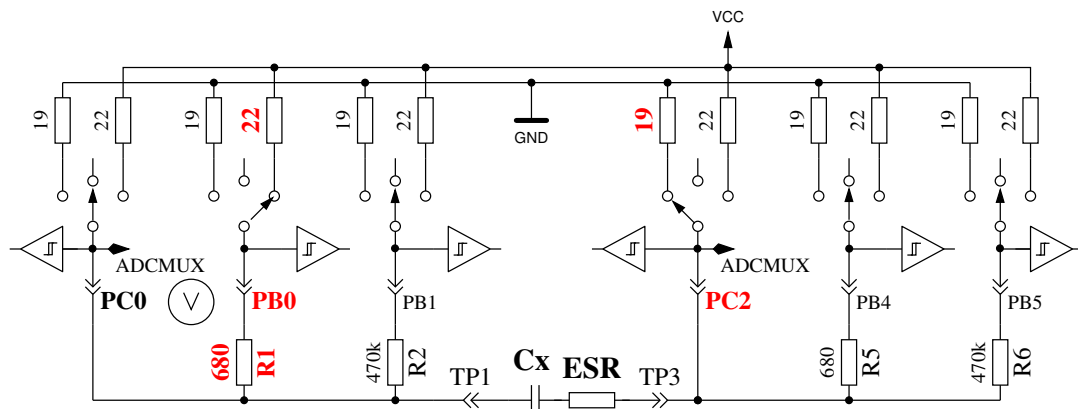 VCC
19
22
19
22
19
22
GND
19
22
19
22
19
22
ADCMUX
ADCMUX
PC0
V
PB0
PB1
PC2
PB4
PB5
680
R1
470k
R2
TP1
Cx
ESR
TP3
680
R5
470k
R6